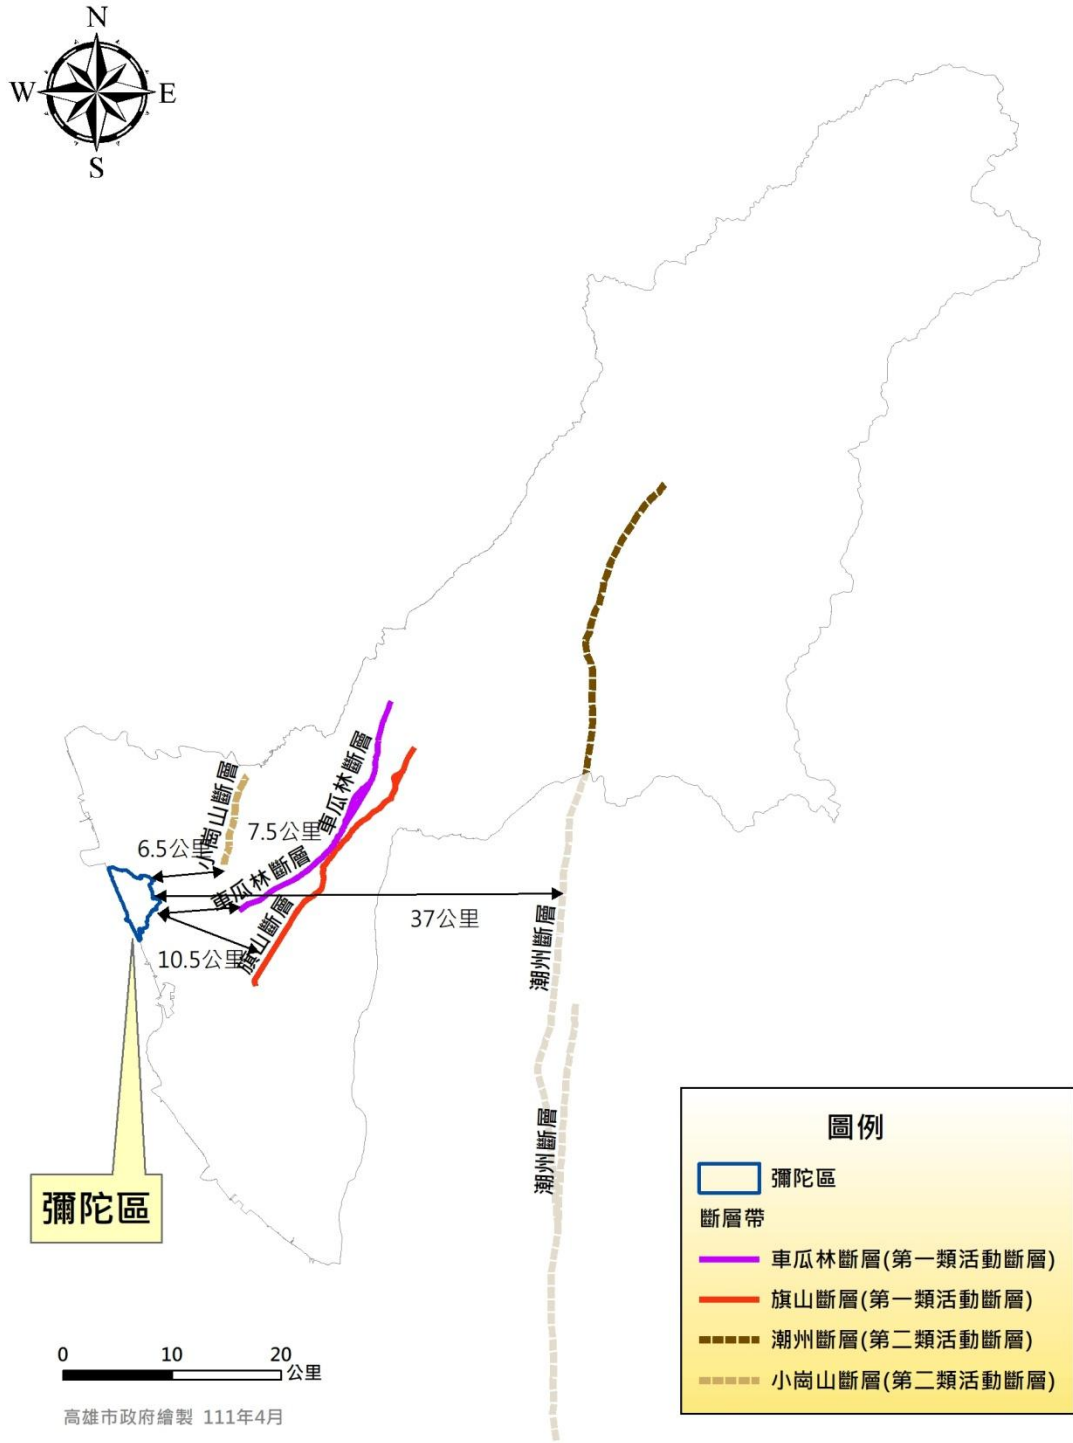 N
W
E
S
車瓜林斷層
小崗山斷層
7.5公里
6.5公里
車瓜林斷層
旗山斷層
37公里
10.5公里
潮州斷層
潮州斷層
彌陀區
圖例
彌陀區
斷層帶
車瓜林斷層(第一類活動斷層)
旗山斷層(第一類活動斷層)
潮州斷層(第二類活動斷層)
小崗山斷層(第二類活動斷層)
0 10 20
公里
高雄市政府繪製 111年4月